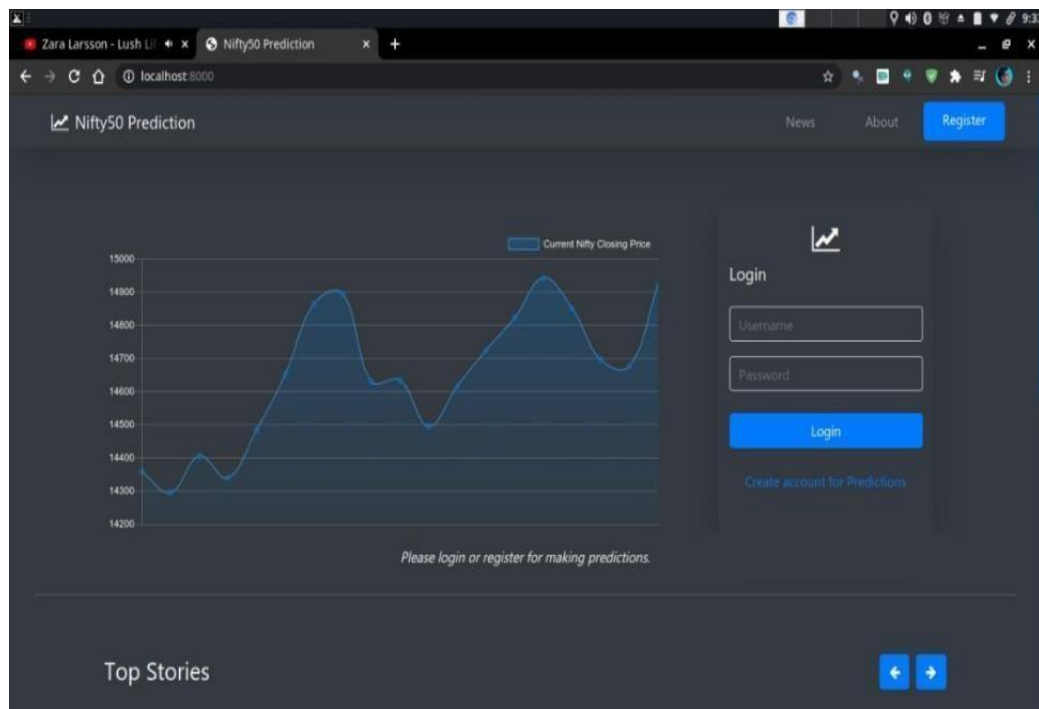 9:33
Zara Larsson - Lush Li
Nifty50 Prediction
localhost:8000
Nifty50 Prediction
News
About
Register
Current Nifty Closing Price
15000
14900
14800
14700
14600
14500
14400
14300
14200
Login
Username
Password
Login
Create account for Predictions
Please login or register for making predictions.
Top Stories